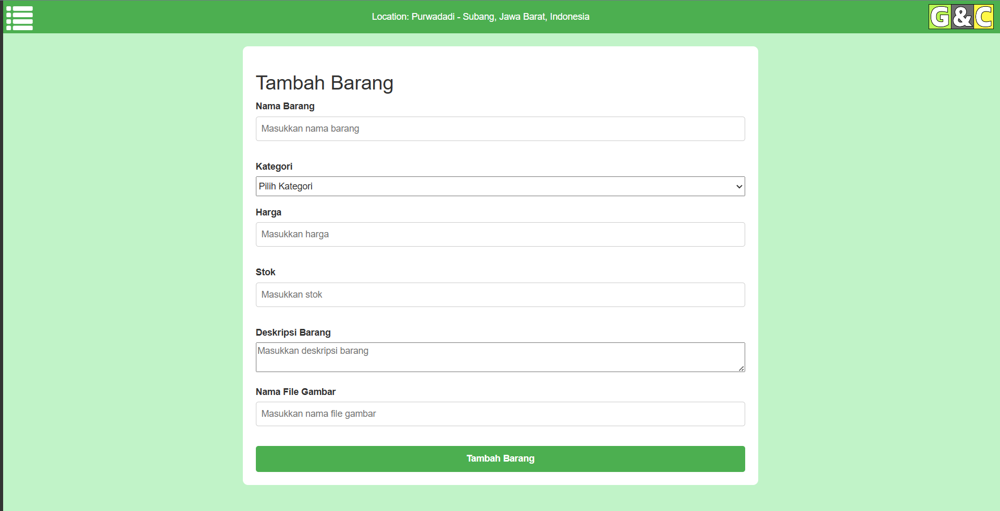 Location: Purwadadi - Subang, Jawa Barat, Indonesia
G&C
Tambah Barang
Nama Barang
Masukkan nama barang
Kategori
Pilih Kategori
Harga
Masukkan harga
Stok
Masukkan stok
Deskripsi Barang
Masukkan deskripsi barang
Nama File Gambar
Masukkan nama file gambar
Tambah Barang